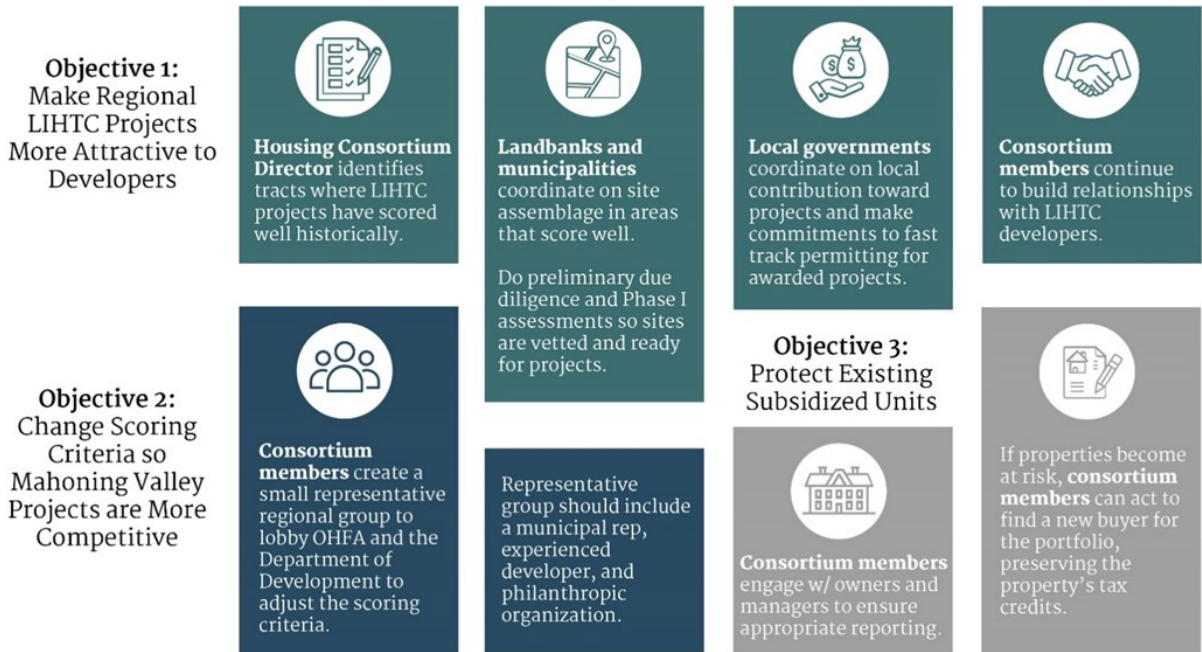 Objective 1:
Make Regional
LIHTC Projects
More Attractive to
Developers
Housing Consortium
Director identifies
tracts where LIHTC
projects have scored
well historically.
Landbanks and
municipalities
coordinate on site
assemblage in areas
that score well.
Do preliminary due
diligence and Phase I
assessments so sites
are vetted and ready
for projects.
Local governments
coordinate on local
contribution toward
projects and make
commitments to fast
track permitting for
awarded projects.
Consortium
members continue
to build relationships
with LIHTC
developers.
Objective 2:
Change Scoring
Criteria so
Mahoning Valley
Projects are More
Competitive
Consortium
members create a
small representative
regional group to
lobby OHFA and the
Department of
Development to
adjust the scoring
criteria.
Representative
group should include
a municipal rep,
experienced
developer, and
philanthropic
organization.
Objective 3:
Protect Existing
Subsidized Units
Consortium members
engage w/ owners and
managers to ensure
appropriate reporting.
If properties become
at risk, consortium
members can act to
find a new buyer for
the portfolio,
preserving the
property's tax
credits.